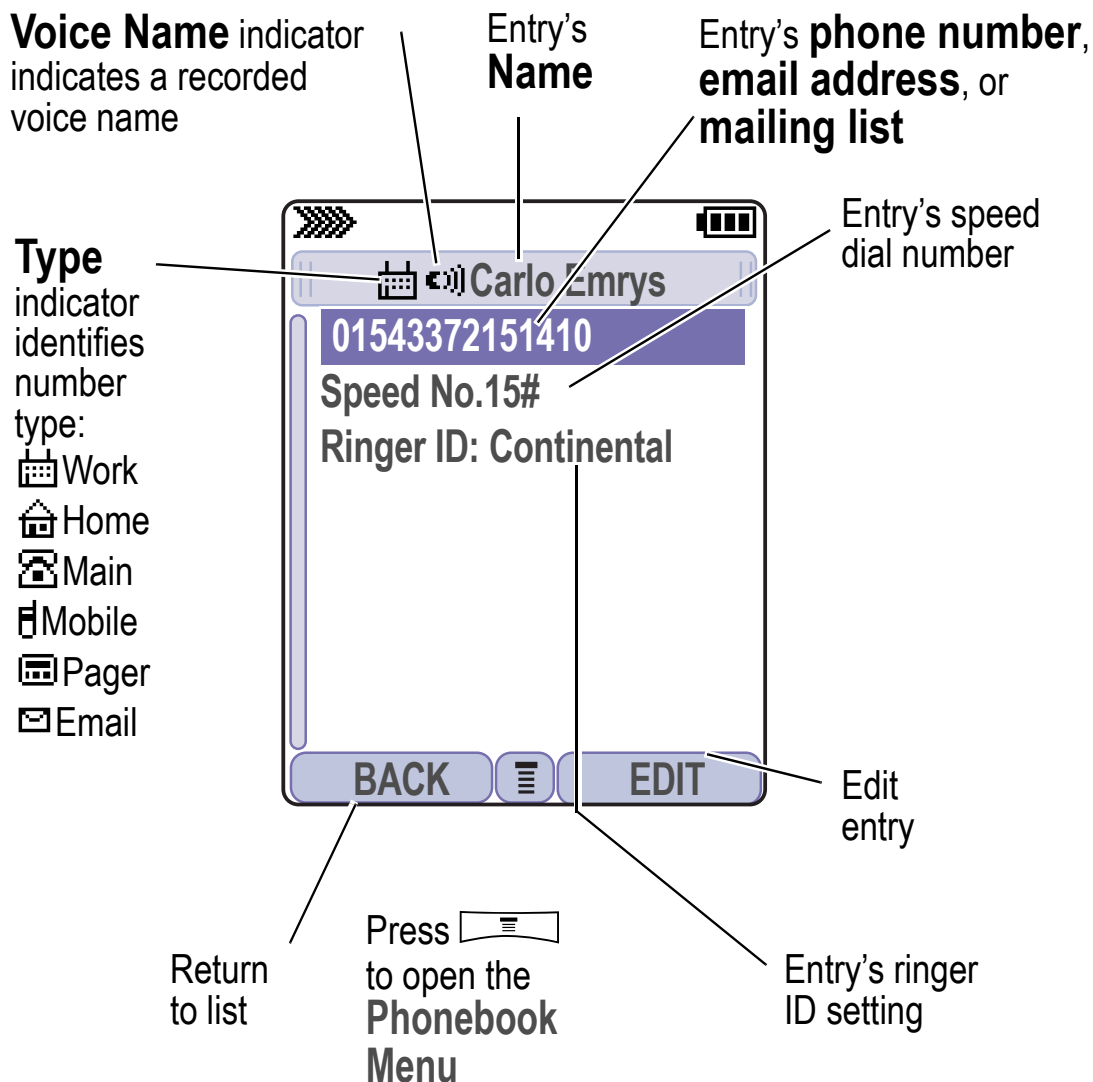 Voice Name indicator
indicates a recorded
voice name
Entry’s
Name
Entry’s phone number,
email address, or
mailing list
Entry’s speed
dial number
Type
indicator
identifies
number
type:
Work
Home
Main
Mobile
Pager
Email
Carlo Emrys
01543372151410
Speed No.15#
Ringer ID: Continental
BACK
EDIT
Edit
entry
Return
to list
Press
to open the
Phonebook
Menu
Entry’s ringer
ID setting